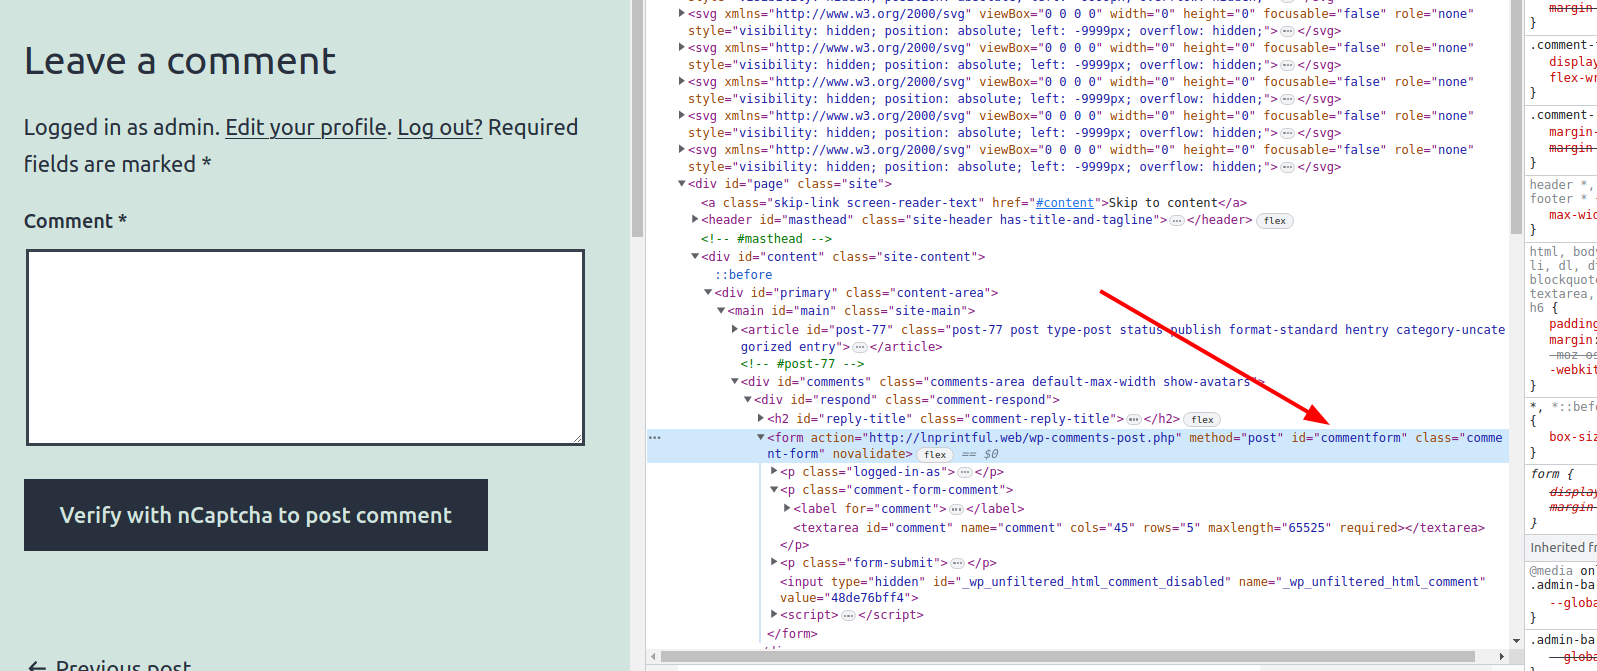 Leave a comment
Logged in as admin. Edit your profile. Log out? Required
fields are marked *
Comment *
Verify with nCaptcha to post comment
← Previous post
<svg xmlns="http://www.w3.org/2000/svg" viewBox="0 0 0 0" width="0" height="0" focusable="false" role="none"
style="visibility: hidden; position: absolute; left: -9999px; overflow: hidden;"></svg>
<svg xmlns="http://www.w3.org/2000/svg" viewBox="0 0 0 0" width="0" height="0" focusable="false" role="none"
style="visibility: hidden; position: absolute; left: -9999px; overflow: hidden;"></svg>
<svg xmlns="http://www.w3.org/2000/svg" viewBox="0 0 0 0" width="0" height="0" focusable="false" role="none"
style="visibility: hidden; position: absolute; left: -9999px; overflow: hidden;"></svg>
<svg xmlns="http://www.w3.org/2000/svg" viewBox="0 0 0 0" width="0" height="0" focusable="false" role="none"
style="visibility: hidden; position: absolute; left: -9999px; overflow: hidden;"></svg>
<svg xmlns="http://www.w3.org/2000/svg" viewBox="0 0 0 0" width="0" height="0" focusable="false" role="none"
style="visibility: hidden; position: absolute; left: -9999px; overflow: hidden;"></svg>
<div id="page" class="site">
<a class="skip-link screen-reader-text" href="#content">Skip to content</a>
<header id="masthead" class="site-header has-title-and-tagline"></header> flex
<!-- #masthead -->
<div id="content" class="site-content">
::before
<div id="primary" class="content-area">
<main id="main" class="site-main">
<article id="post-77" class="post-77 post type-post status-publish format-standard hentry category-uncate
gorized entry"></article>
<!-- #post-77 -->
<div id="comments" class="comments-area default-max-width show-avatars">
<div id="respond" class="comment-respond">
<h2 id="reply-title" class="comment-reply-title"></h2> flex
<form action="http://lnprintful.web/wp-comments-post.php" method="post" id="commentform" class="comme
nt-form" novalidate> flex == $0
<p class="logged-in-as"></p>
<p class="comment-form-comment">
<label for="comment"></label>
<textarea id="comment" name="comment" cols="45" rows="5" maxlength="65525" required></textarea>
</p>
<p class="form-submit"></p>
<input type="hidden" id="_wp_unfiltered_html_comment_disabled" name="_wp_unfiltered_html_comment"
value="48de76bff4">
<script></script>
</form>
margin
}
.comment-
display
flex-wr
}
.comment-
margin-
margin-
}
header *,
footer *
max-wid
}
html, body
li, dl, d
blockquote
textarea,
h6 {
padding
margin:
-moz-os
-webkit
}
*, *::befo
{
box-siz
}
form {
display
margin-
}
Inherited fr
@media onl
.admin-ba
--globa
}
.admin-ba
--globa